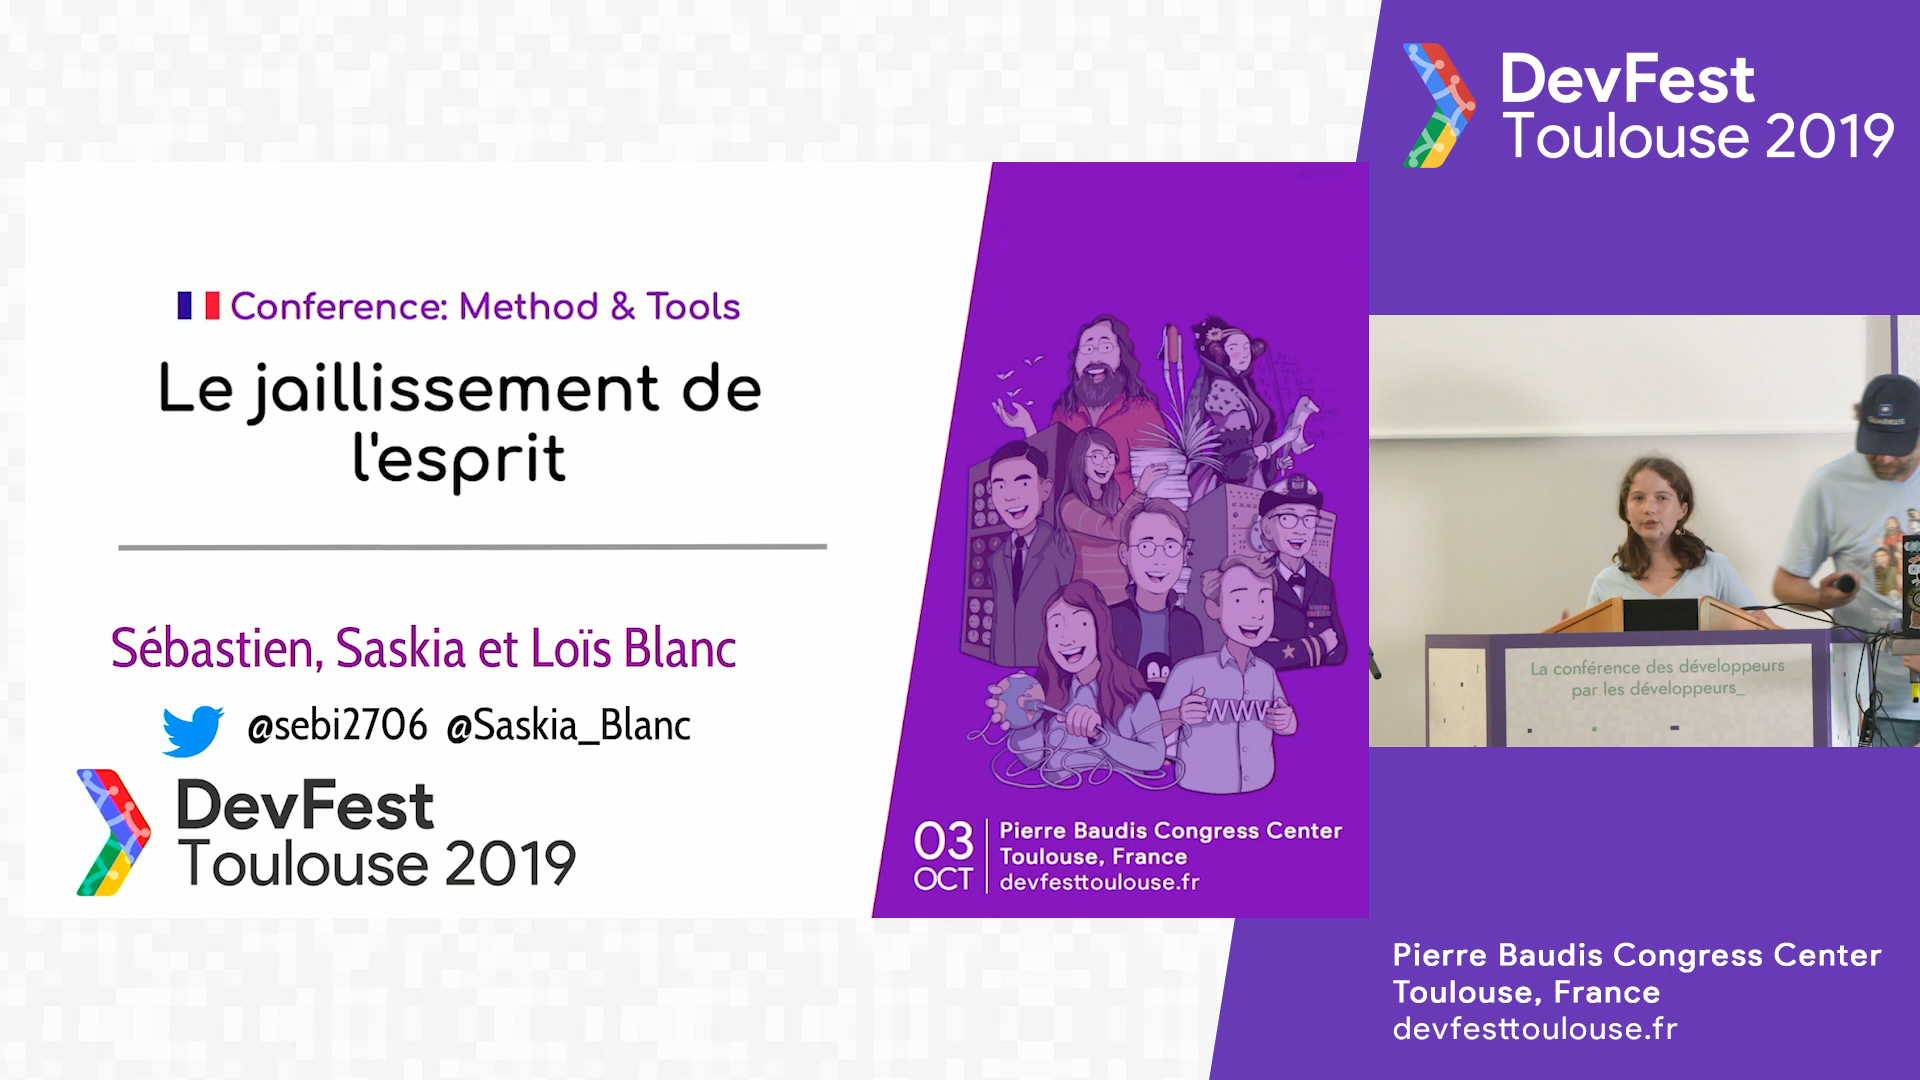 Conference: Method & Tools
Le jaillissement de
l'esprit
Sébastien, Saskia et Loïs Blanc
@sebi2706 @Saskia_Blanc
DevFest
Toulouse 2019
WWW
03
OCT
Pierre Baudis Congress Center
Toulouse, France
devfesttoulouse.fr
DevFest
Toulouse 2019
La conférence des développeurs
par les développeurs_
Pierre Baudis Congress Center
Toulouse, France
devfesttoulouse.fr